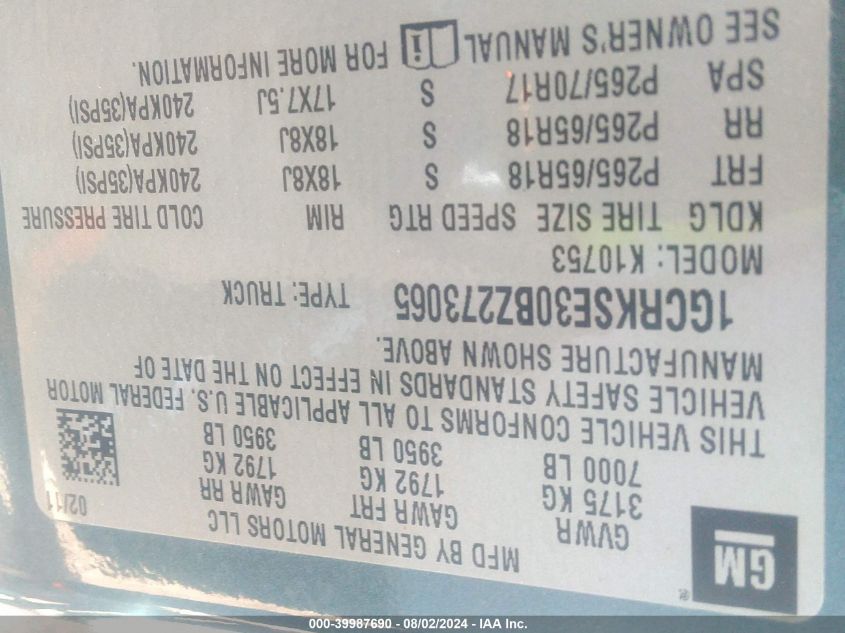 GM
MFD BY GENERAL MOTORS LLC
02/11
GVWR GAWR FRT GAWR RR
3175 KG 1792 KG 1792 KG
7000 LB 3950 LB 3950 LB
THIS VEHICLE CONFORMS TO ALL APPLICABLE U.S. FEDERAL MOTOR
VEHICLE SAFETY STANDARDS IN EFFECT ON THE DATE OF
MANUFACTURE SHOWN ABOVE.
1GCRKSE30BZ273065 TYPE: TRUCK
MODEL: K10753
KDLG TIRE SIZE SPEED RTG RIM COLD TIRE PRESSURE
FRT P265/65R18 S 18X8J 240KPA(35PSI)
RR P265/65R18 S 18X8J 240KPA(35PSI)
SPA P265/70R17 S 17X7.5J 240KPA(35PSI)
SEE OWNER'S MANUAL FOR MORE INFORMATION.
000-39987690 - 08/02/2024 - IAA Inc.